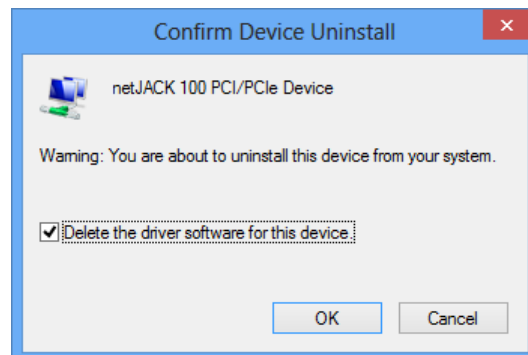 Confirm Device Uninstall
netJACK 100 PCI/PCIe Device
Warning: You are about to uninstall this device from your system.
Delete the driver software for this device.
OK Cancel